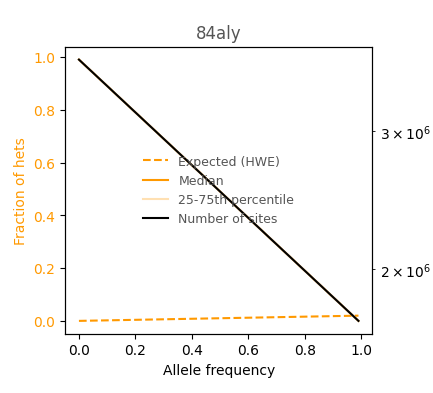 84aly
1.0
0.8
0.6
0.4
0.2
0.0
Fraction of hets
3 × 10⁶
2 × 10⁶
Expected (HWE)
Median
25-75th percentile
Number of sites
0.0 0.2 0.4 0.6 0.8 1.0
Allele frequency